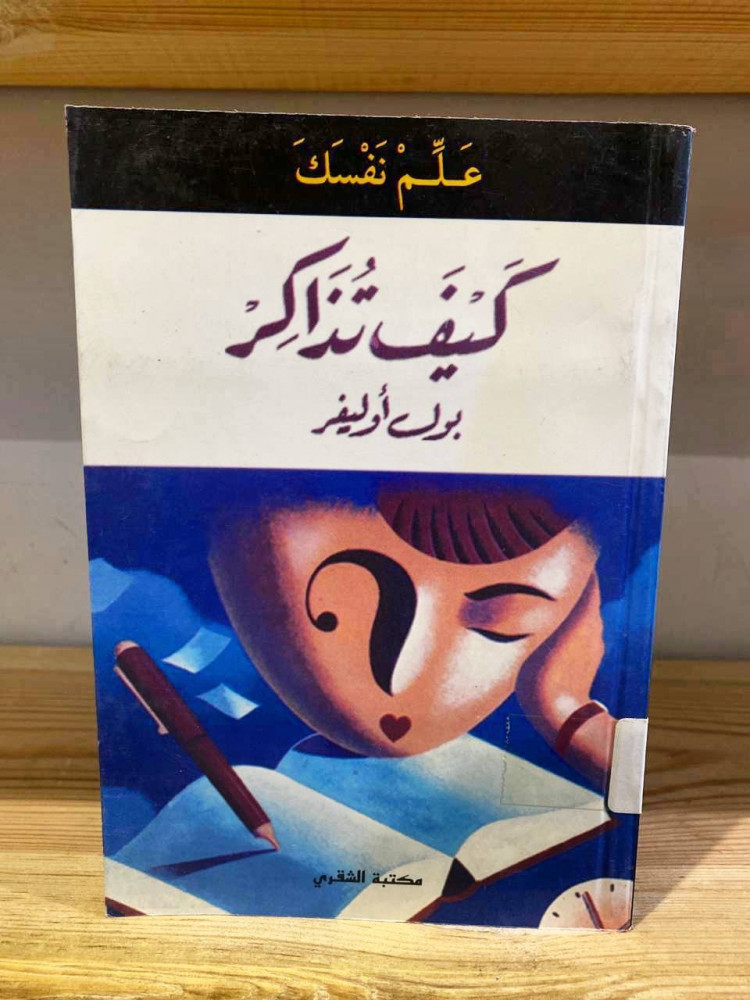 عَلِّمْ نَفْسَكَ
كَيْفَ تُذَاكِرْ
بول أوليفر
مكتبة الشقري